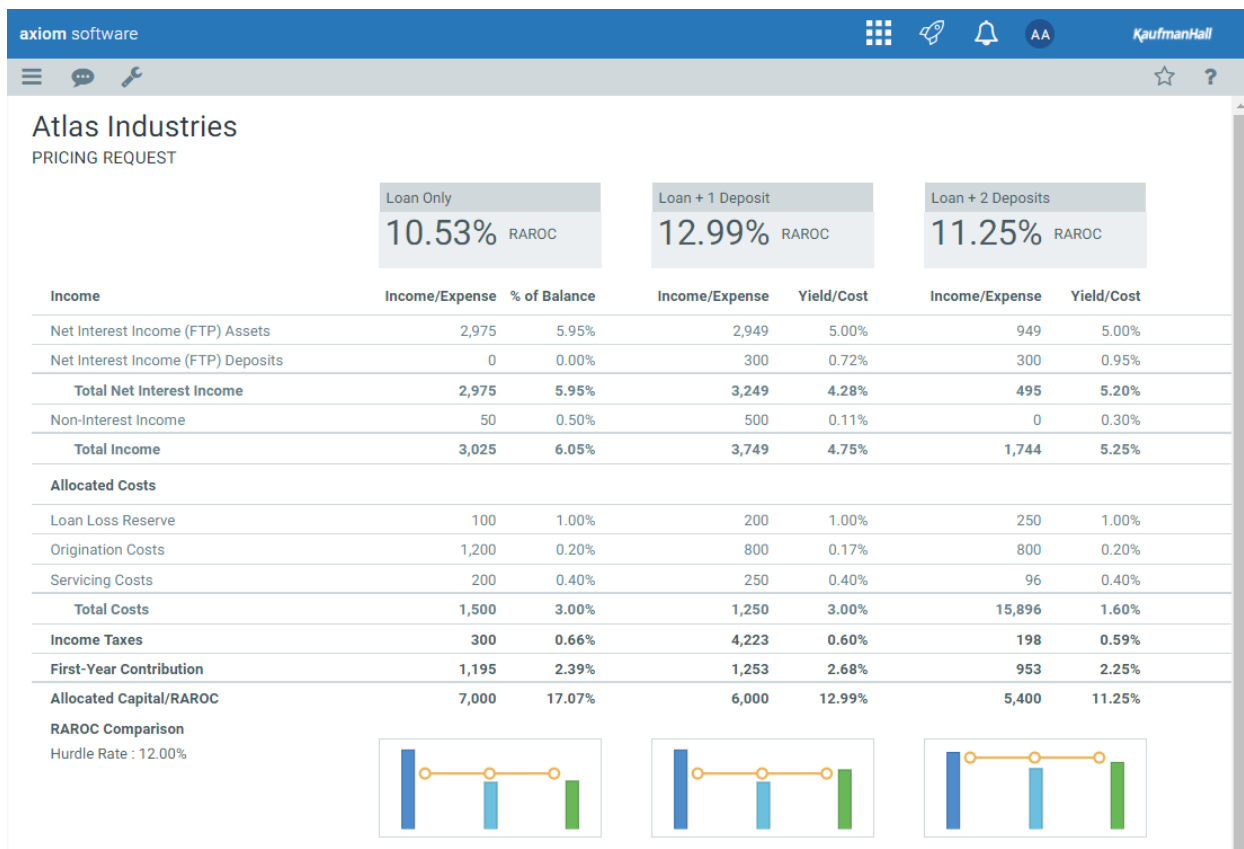 axiom software AA KaufmanHall
?
Atlas Industries
PRICING REQUEST
Loan Only Loan + 1 Deposit Loan + 2 Deposits
10.53% RAROC 12.99% RAROC 11.25% RAROC
Income Income/Expense % of Balance Income/Expense Yield/Cost Income/Expense Yield/Cost
Net Interest Income (FTP) Assets 2,975 5.95% 2,949 5.00% 949 5.00%
Net Interest Income (FTP) Deposits 0 0.00% 300 0.72% 300 0.95%
Total Net Interest Income 2,975 5.95% 3,249 4.28% 495 5.20%
Non-Interest Income 50 0.50% 500 0.11% 0 0.30%
Total Income 3,025 6.05% 3,749 4.75% 1,744 5.25%
Allocated Costs
Loan Loss Reserve 100 1.00% 200 1.00% 250 1.00%
Origination Costs 1,200 0.20% 800 0.17% 800 0.20%
Servicing Costs 200 0.40% 250 0.40% 96 0.40%
Total Costs 1,500 3.00% 1,250 3.00% 15,896 1.60%
Income Taxes 300 0.66% 4,223 0.60% 198 0.59%
First-Year Contribution 1,195 2.39% 1,253 2.68% 953 2.25%
Allocated Capital/RAROC 7,000 17.07% 6,000 12.99% 5,400 11.25%
RAROC Comparison
Hurdle Rate : 12.00%